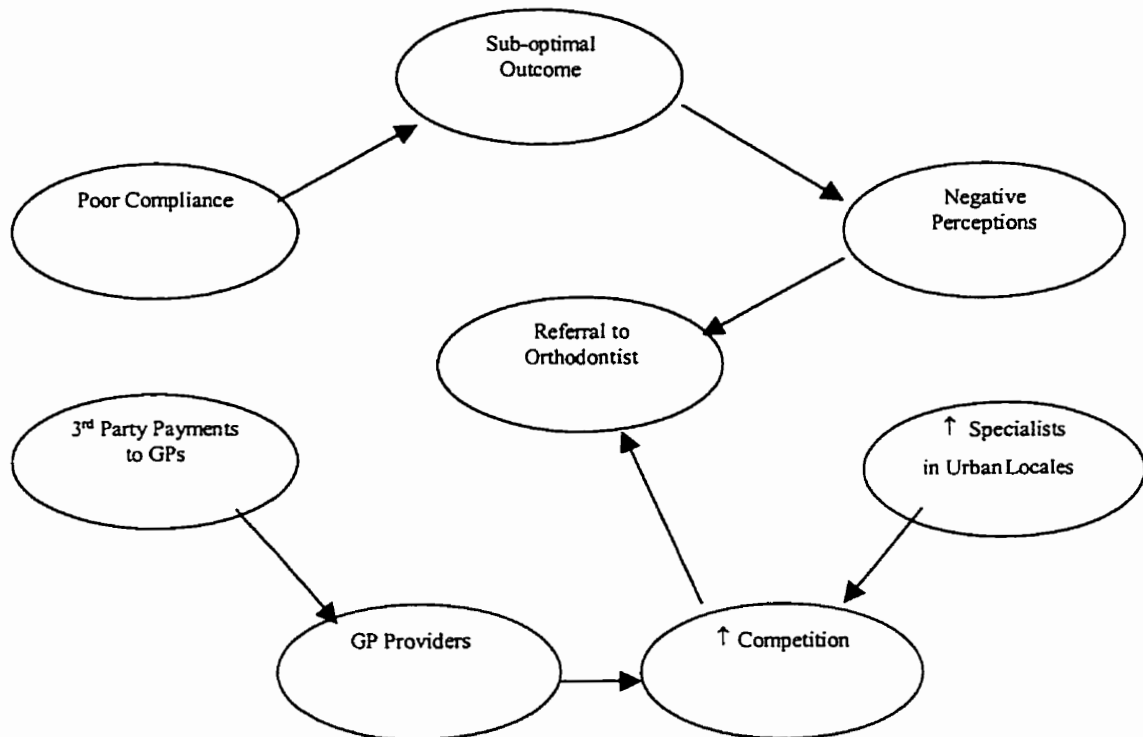 Sub-optimal
Outcome
Poor Compliance
Negative
Perceptions
Referral to
Orthodontist
3rd Party Payments
to GPs
↑ Specialists
in Urban Locales
GP Providers
↑ Competition